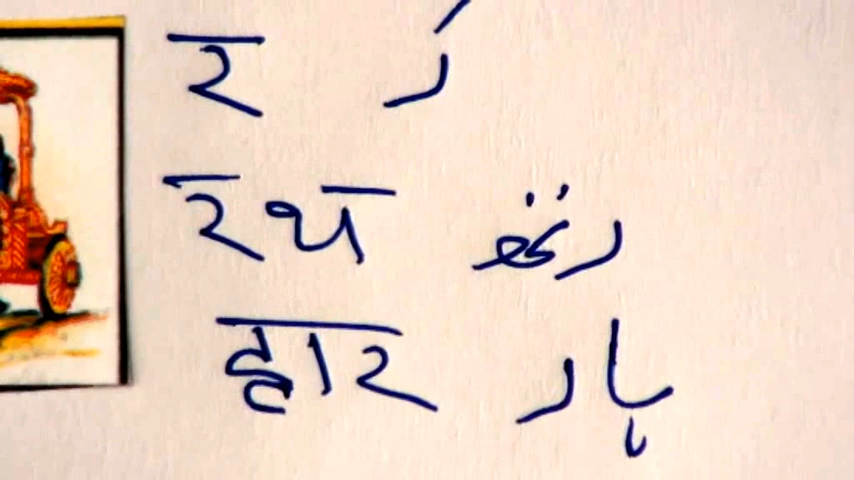 र رَ
रथ رتھ
हार ہار